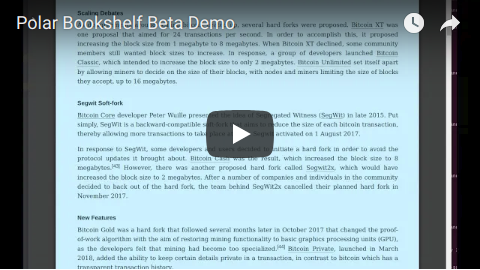 Polar Bookshelf Beta Demo
Scaling Debates
, several hard forks were proposed. Bitcoin XT was
one proposal that aimed for 24 transactions per second. In order to accomplish this, it proposed
increasing the block size from 1 megabyte to 8 megabytes. When Bitcoin XT declined, some community
members still wanted block sizes to increase. In response, a group of developers launched Bitcoin
Classic, which intended to increase the block size to only 2 megabytes. Bitcoin Unlimited set itself apart
by allowing miners to decide on the size of their blocks, with nodes and miners limiting the size of blocks
they accept, up to 16 megabytes.
Segwit Soft-fork
Bitcoin Core developer Peter Wuille presented the idea of Segregated Witness (SegWit) in late 2015. Put
simply, SegWit is a backward-compatible soft reduce the size of each bitcoin transaction,
thereby allowing more transactions to take activated on 1 August 2017.
In response to SegWit, some developers and decided to initiate a hard fork in order to avoid the
protocol updates it brought about. Bitcoin Cash was the result, which increased the block size to 8
megabytes.[43] However, there was another proposed hard fork called Segwit2x, which would have
increased the block size to 2 megabytes. After a number of companies and individuals in the community
decided to back out of the hard fork, the team behind SegWit2x cancelled their planned hard fork in
November 2017.
New Features
Bitcoin Gold was a hard fork that followed several months later in October 2017 that changed the proof-
of-work algorithm with the aim of restoring mining functionality to basic graphics processing units (GPU),
as the developers felt that mining had become too specialized.[44] Bitcoin Private, launched in March
2018, added the ability to keep certain details private in a transaction, in contrast to bitcoin which has a
transparent transaction history.